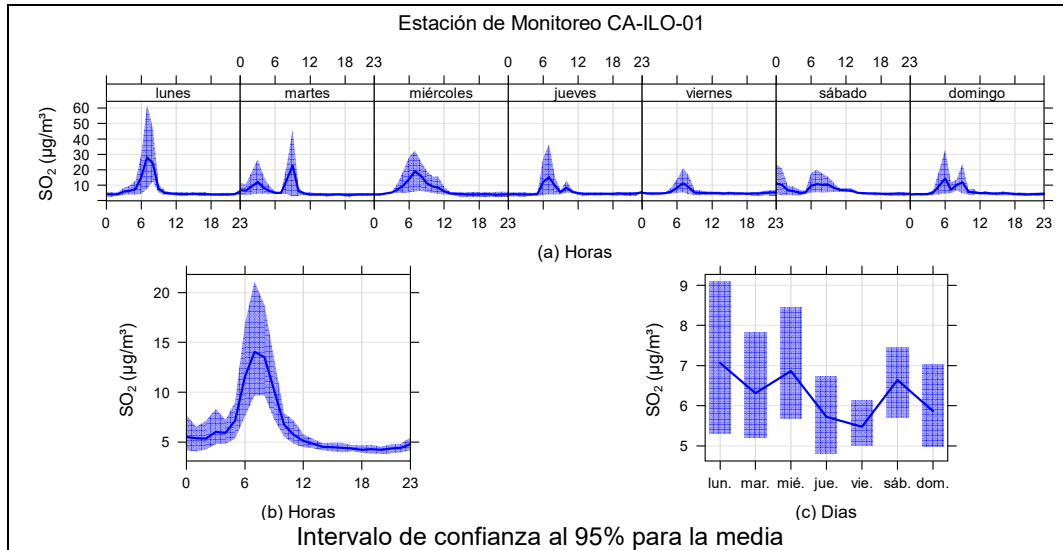 Estación de Monitoreo CA-ILO-01
0 6 12 18 23 0 6 12 18 23 0 6 12 18 23
lunes martes miércoles jueves viernes sábado domingo
SO₂ (µg/m³)
60
50
40
30
20
10
0 6 12 18 23 0 6 12 18 23 0 6 12 18 23 0 6 12 18 23
(a) Horas
SO₂ (µg/m³)
20
15
10
5
0 6 12 18 23
(b) Horas
SO₂ (µg/m³)
9
8
7
6
5
lun. mar. mié. jue. vie. sáb. dom.
(c) Dias
Intervalo de confianza al 95% para la media